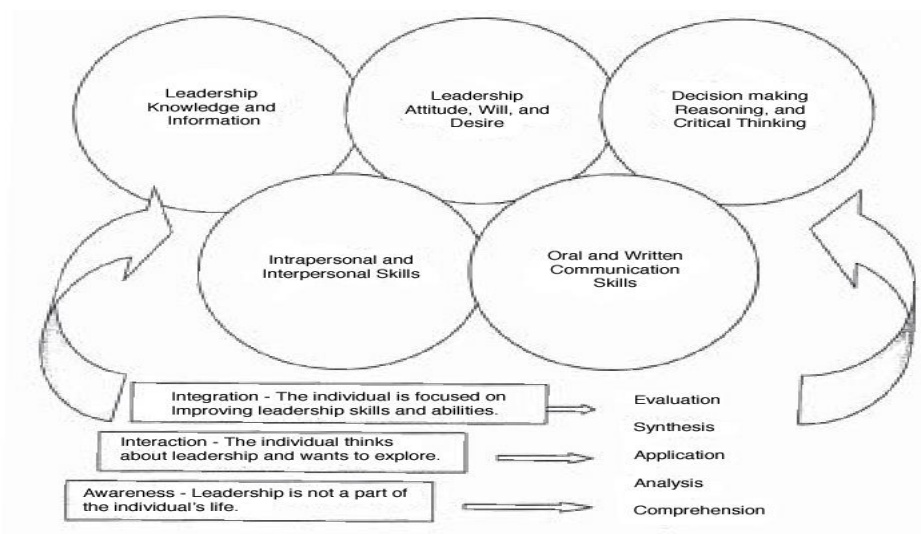 Leadership
Knowledge and
Information
Leadership
Attitude, Will, and
Desire
Decision making
Reasoning, and
Critical Thinking
Intrapersonal and
Interpersonal Skills
Oral and Written
Communication
Skills
Integration - The individual is focused on
Improving leadership skills and abilities.
Interaction - The individual thinks
about leadership and wants to explore.
Awareness - Leadership is not a part of
the individual's life.
Evaluation
Synthesis
Application
Analysis
Comprehension